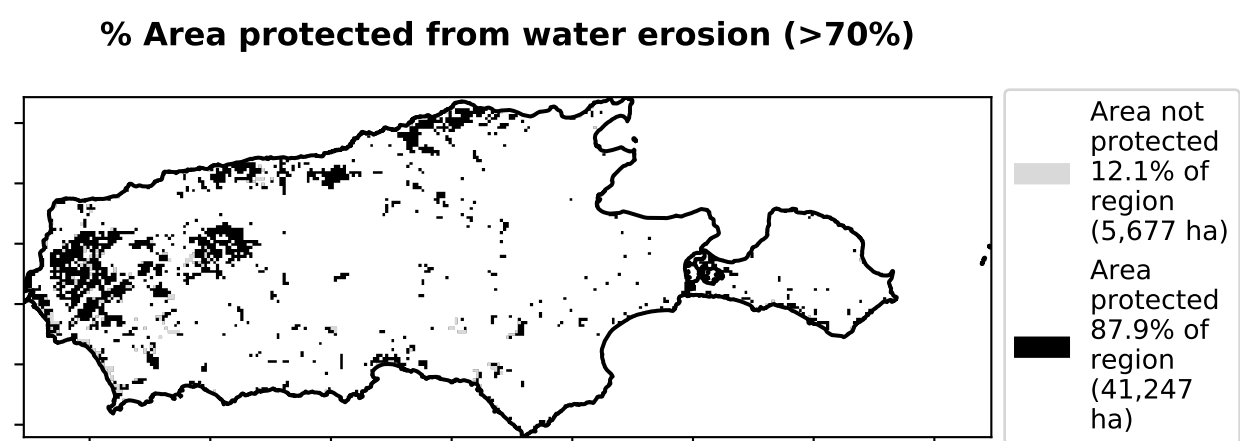 % Area protected from water erosion (>70%)
Area not
protected
12.1% of
region
(5,677 ha)
Area
protected
87.9% of
region
(41,247
ha)